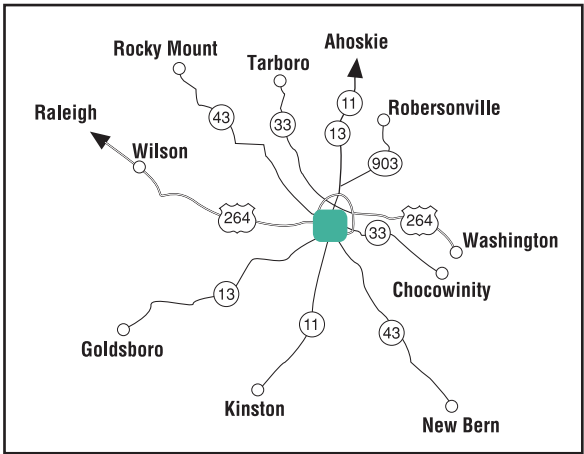 Ahoskie
Rocky Mount
Tarboro
11
Robersonville
Raleigh
43
33
13
Wilson
903
264
264
33
Washington
Chocowinity
13
11
43
Goldsboro
Kinston
New Bern